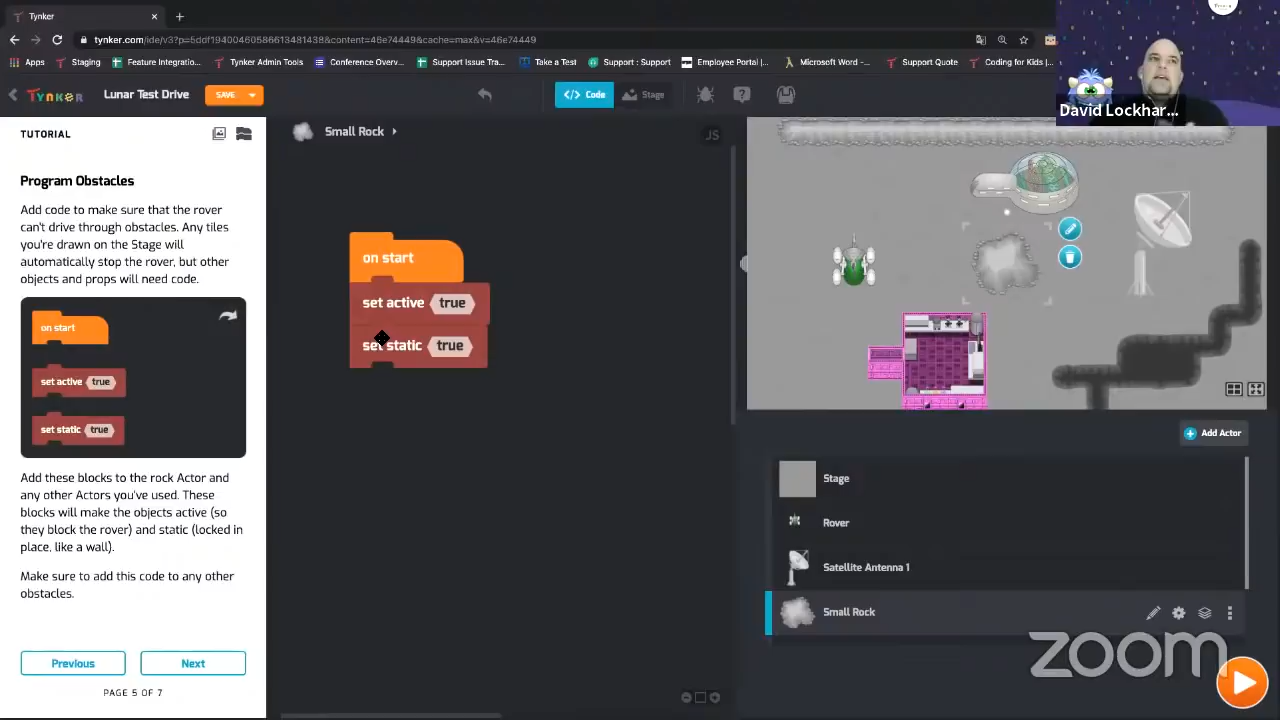 Tynker
tynker.com/ide/v3?p=5ddf19400460586613481438&content=46e74449&cache=max&v=46e74449
Apps
Staging
Feature Integratio...
Tynker Admin Tools
Conference Overv...
Support Issue Tra...
Take a Test
Support : Support
Employee Portal -...
Microsoft Word –...
Support Quote
Coding for Kids |...
David Lockhar...
TYNKER
Lunar Test Drive
SAVE
</> Code
Stage
TUTORIAL
Small Rock
JS
Program Obstacles
Add code to make sure that the rover
can't drive through obstacles. Any tiles
you're drawn on the Stage will
automatically stop the rover, but other
objects and props will need code.
on start
set active true
set static true
Add these blocks to the rock Actor and
any other Actors you've used. These
blocks will make the objects active (so
they block the rover) and static (locked in
place, like a wall).
Make sure to add this code to any other
obstacles.
Previous
Next
PAGE 5 OF 7
on start
set active true
set static true
Add Actor
Stage
Rover
Satellite Antenna 1
Small Rock
zoom